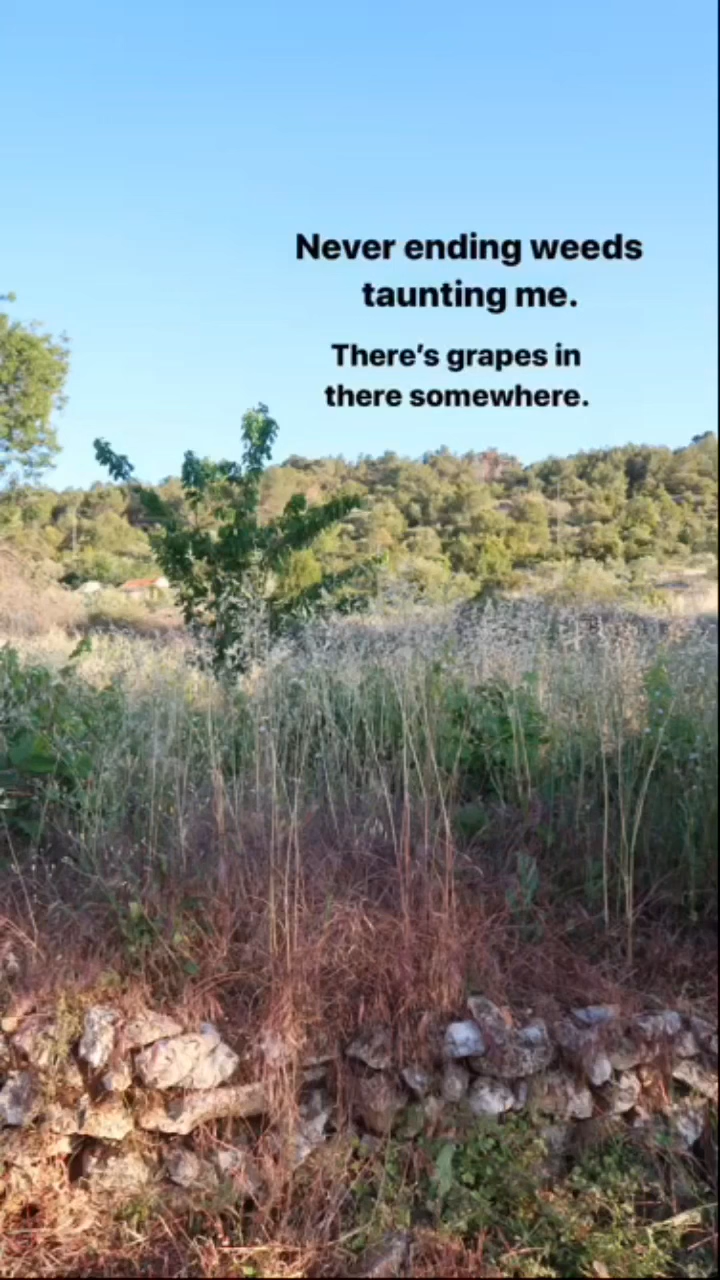 Never ending weeds
taunting me.
There's grapes in
there somewhere.